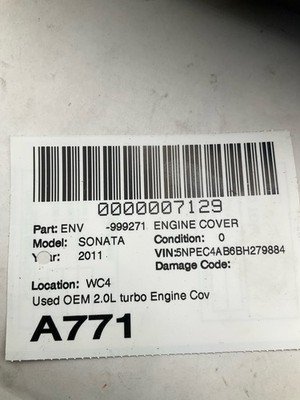 0000007129
Part: ENV -999271 ENGINE COVER
Model: SONATA Condition: 0
Year: 2011 VIN:5NPEC4AB6BH279884
Damage Code:
Location: WC4
Used OEM 2.0L turbo Engine Cov
A771